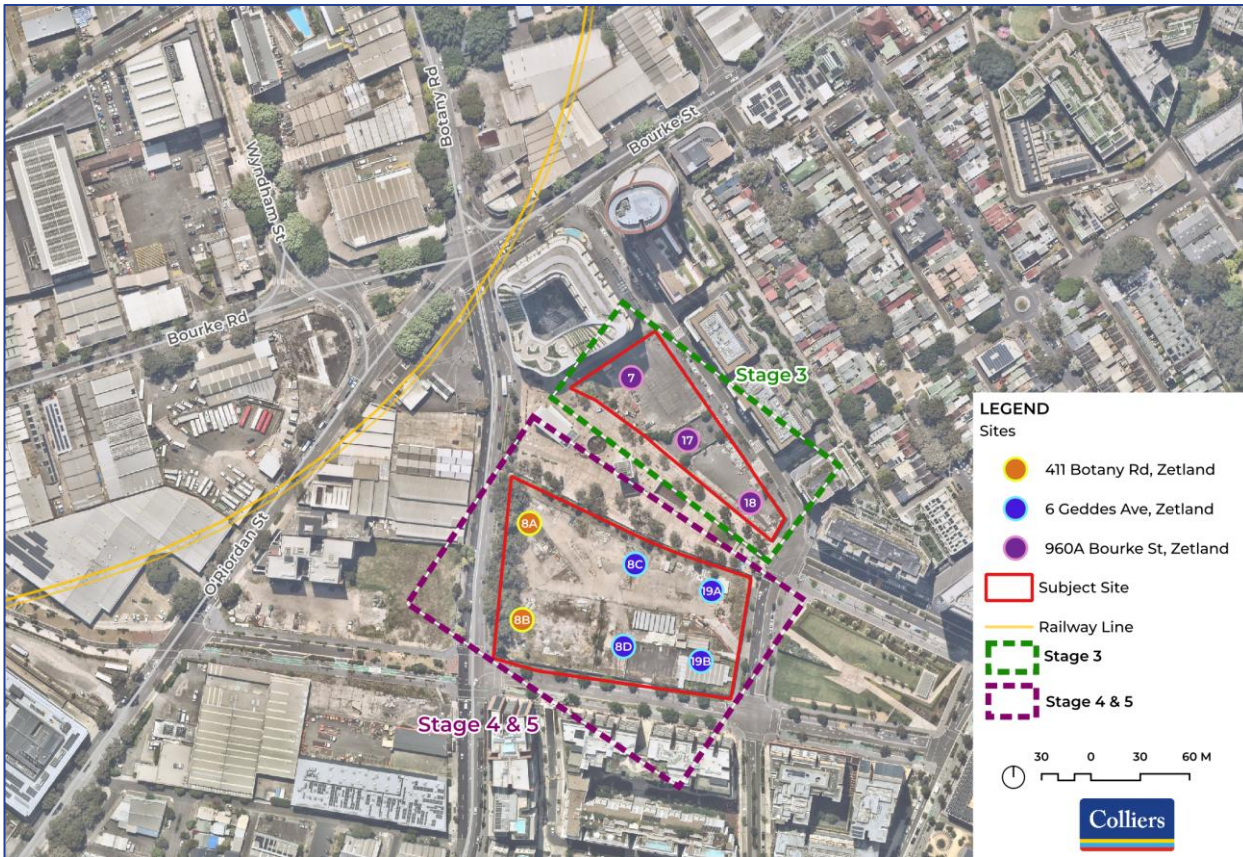 Botany Rd
Bourke St
Wyndham St
Bourke Rd
O'Riordan St
Stage 3
7
17
18
8A
8C
19A
8B
8D
19B
Stage 4 & 5
LEGEND
Sites
411 Botany Rd, Zetland
6 Geddes Ave, Zetland
960A Bourke St, Zetland
Subject Site
Railway Line
Stage 3
Stage 4 & 5
30 0 30 60 M
Colliers